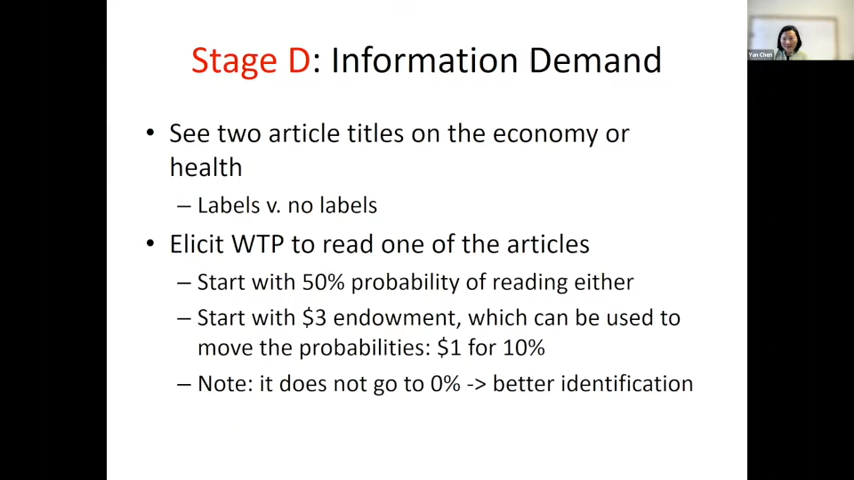 Stage D: Information Demand
• See two article titles on the economy or
health
– Labels v. no labels
• Elicit WTP to read one of the articles
– Start with 50% probability of reading either
– Start with $3 endowment, which can be used to
move the probabilities: $1 for 10%
– Note: it does not go to 0% -> better identification
Yan Chen